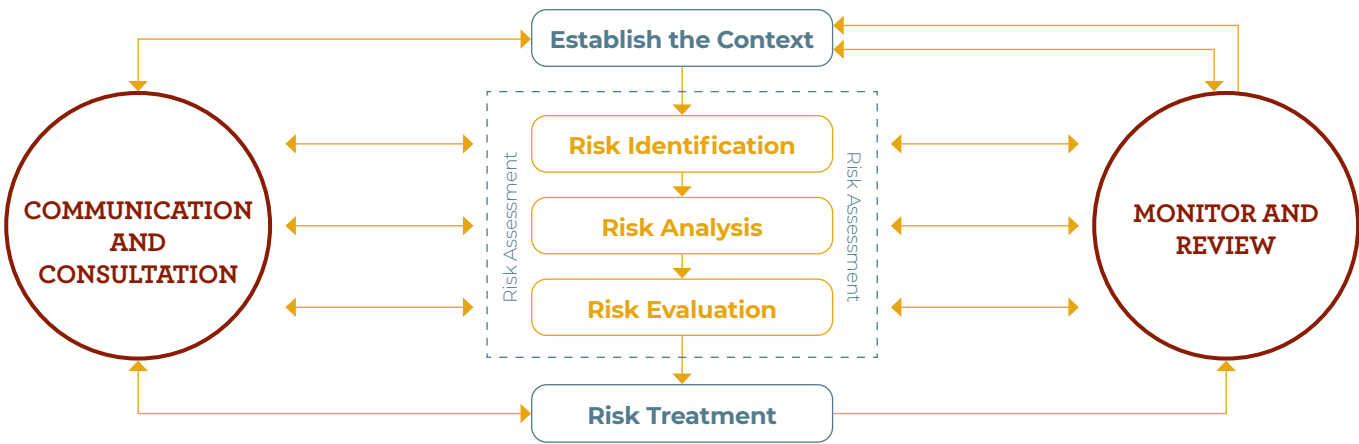 Establish the Context
Risk Assessment
Risk Identification
Risk Analysis
Risk Evaluation
Risk Assessment
COMMUNICATION
AND
CONSULTATION
MONITOR AND
REVIEW
Risk Treatment